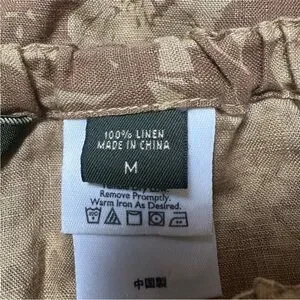 100% LINEN
MADE IN CHINA
M
Remove Promptly.
Warm Iron As Desired.
中国製